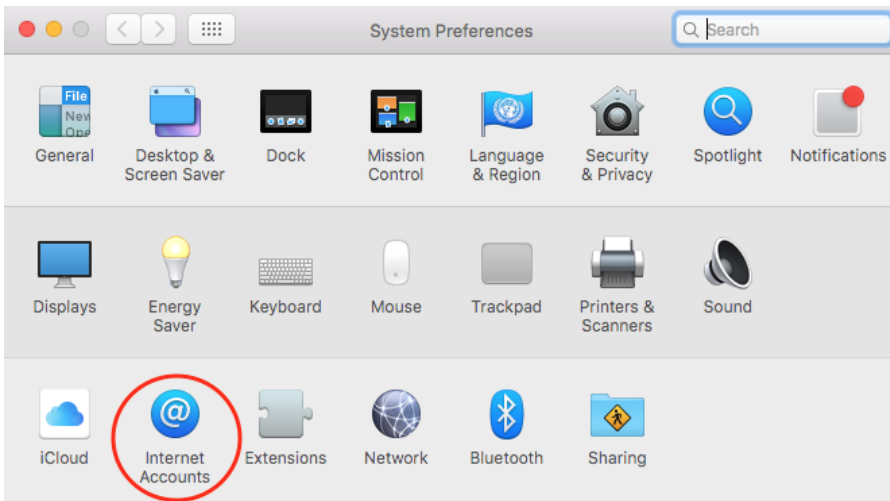 System Preferences
Search
File
New
Ope
General
Desktop &
Screen Saver
Dock
Mission
Control
Language
& Region
Security
& Privacy
Spotlight
Notifications
Displays
Energy
Saver
Keyboard
Mouse
Trackpad
Printers &
Scanners
Sound
iCloud
@
Internet
Accounts
Extensions
Network
Bluetooth
Sharing